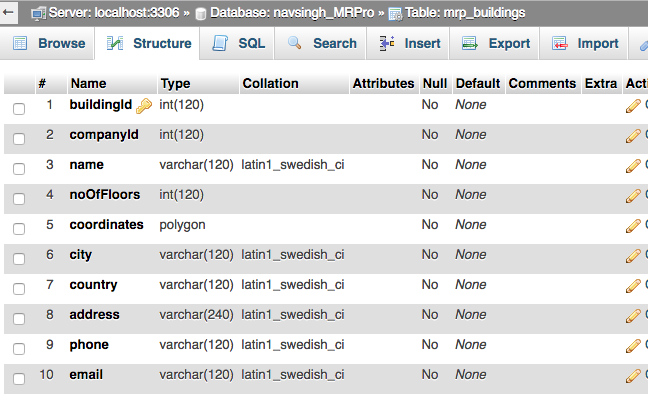 ← Server: localhost:3306 » Database: navsingh_MRPro » Table: mrp_buildings
Browse Structure SQL Search Insert Export Import
# Name Type Collation Attributes Null Default Comments Extra Acti
1 buildingId int(120) No None
2 companyId int(120) No None
3 name varchar(120) latin1_swedish_ci No None
4 noOfFloors int(120) No None
5 coordinates polygon No None
6 city varchar(120) latin1_swedish_ci No None
7 country varchar(120) latin1_swedish_ci No None
8 address varchar(240) latin1_swedish_ci No None
9 phone varchar(120) latin1_swedish_ci No None
10 email varchar(120) latin1_swedish_ci No None